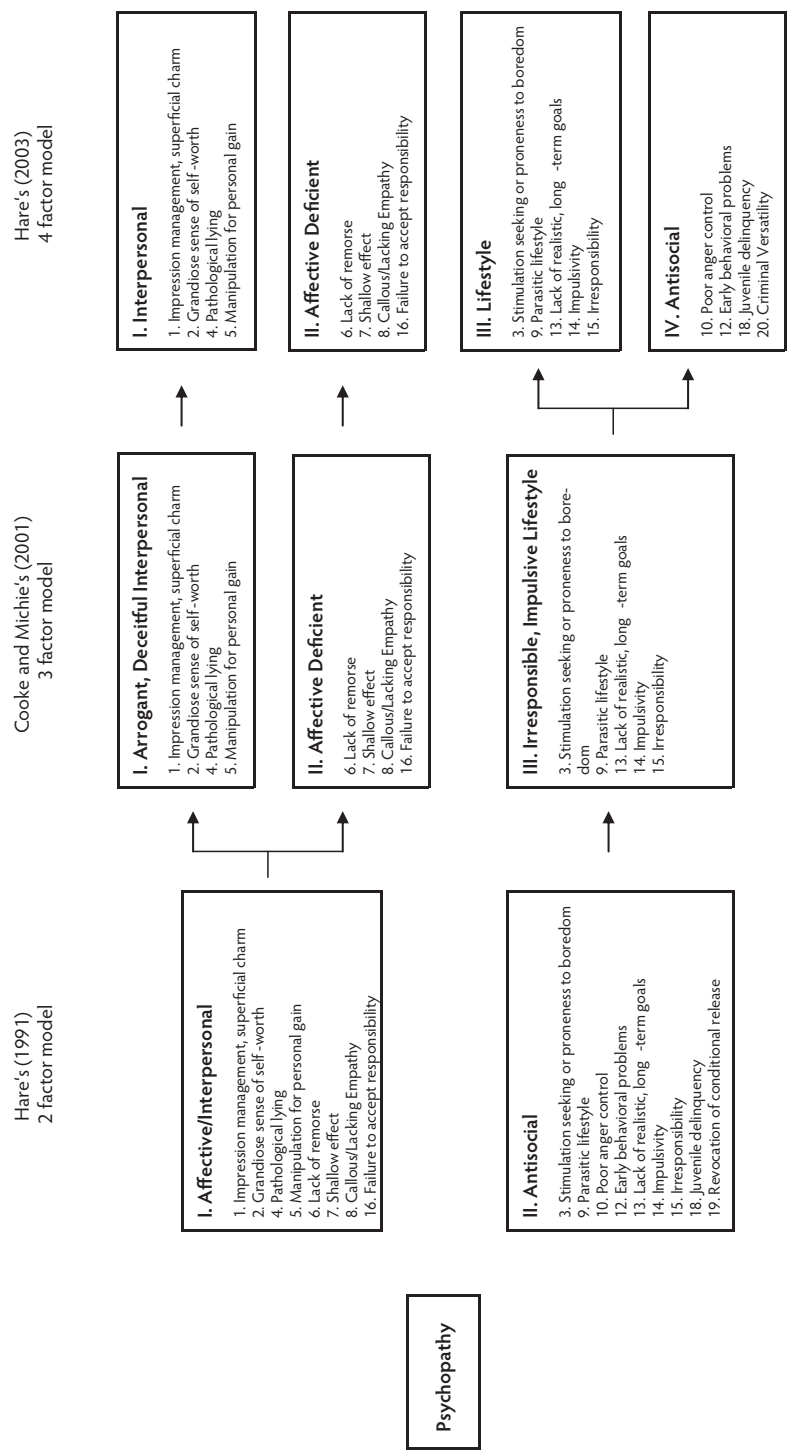 Psychopathy
Hare's (1991)
2 factor model
I. Affective/Interpersonal
1. Impression management, superficial charm
2. Grandiose sense of self -worth
4. Pathological lying
5. Manipulation for personal gain
6. Lack of remorse
7. Shallow effect
8. Callous/Lacking Empathy
16. Failure to accept responsibility
II. Antisocial
3. Stimulation seeking or proneness to boredom
9. Parasitic lifestyle
10. Poor anger control
12. Early behavioral problems
13. Lack of realistic, long -term goals
14. Impulsivity
15. Irresponsibility
18. Juvenile delinquency
19. Revocation of conditional release
Cooke and Michie's (2001)
3 factor model
I. Arrogant, Deceitful Interpersonal
1. Impression management, superficial charm
2. Grandiose sense of self -worth
4. Pathological lying
5. Manipulation for personal gain
II. Affective Deficient
6. Lack of remorse
7. Shallow effect
8. Callous/Lacking Empathy
16. Failure to accept responsibility
III. Irresponsible, Impulsive Lifestyle
3. Stimulation seeking or proneness to bore-
dom
9. Parasitic lifestyle
13. Lack of realistic, long -term goals
14. Impulsivity
15. Irresponsibility
Hare's (2003)
4 factor model
I. Interpersonal
1. Impression management, superficial charm
2. Grandiose sense of self -worth
4. Pathological lying
5. Manipulation for personal gain
II. Affective Deficient
6. Lack of remorse
7. Shallow effect
8. Callous/Lacking Empathy
16. Failure to accept responsibility
III. Lifestyle
3. Stimulation seeking or proneness to boredom
9. Parasitic lifestyle
13. Lack of realistic, long -term goals
14. Impulsivity
15. Irresponsibility
IV. Antisocial
10. Poor anger control
12. Early behavioral problems
18. Juvenile delinquency
20. Criminal Versatility